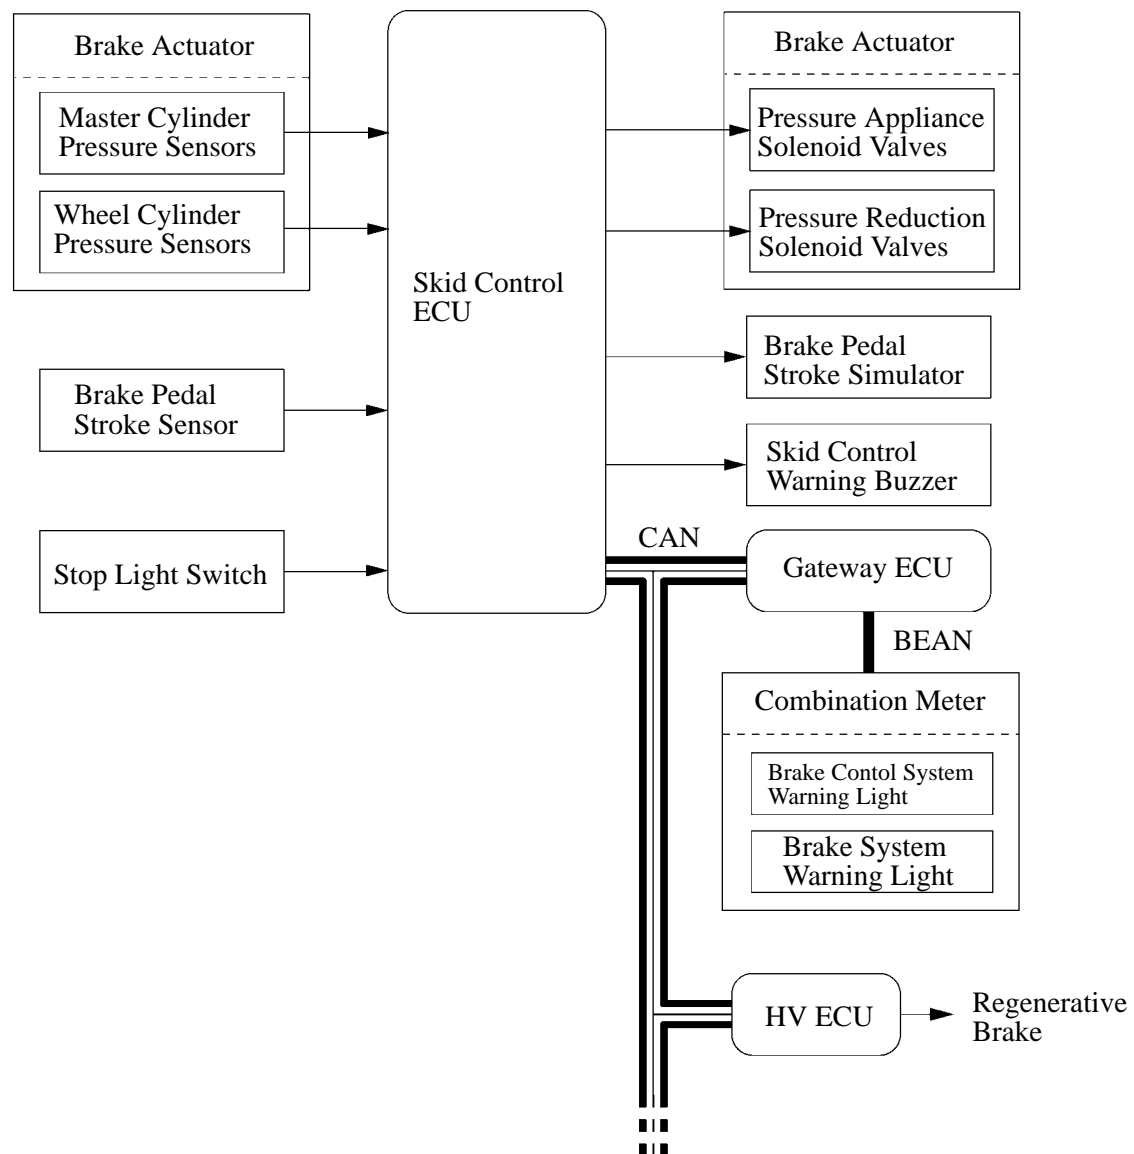 Brake Actuator
Master Cylinder
Pressure Sensors
Wheel Cylinder
Pressure Sensors
Brake Pedal
Stroke Sensor
Stop Light Switch
Skid Control
ECU
Brake Actuator
Pressure Appliance
Solenoid Valves
Pressure Reduction
Solenoid Valves
Brake Pedal
Stroke Simulator
Skid Control
Warning Buzzer
CAN
Gateway ECU
BEAN
Combination Meter
Brake Contol System
Warning Light
Brake System
Warning Light
HV ECU
Regenerative
Brake